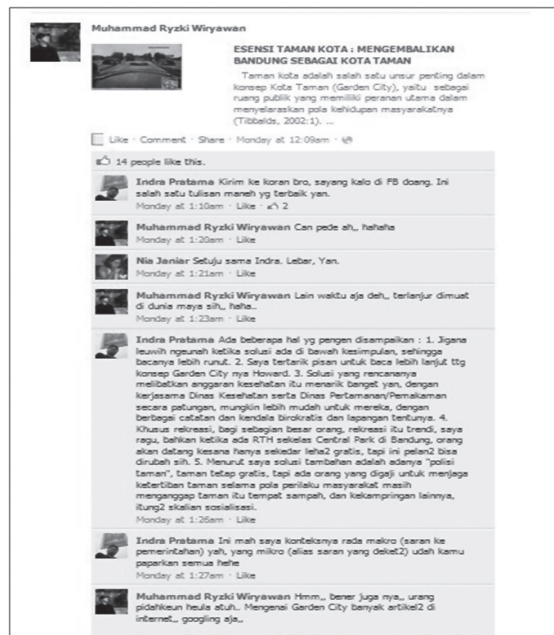 Muhammad Ryzki Wiryawan
ESENSI TAMAN KOTA : MENGEMBALIKAN
BANDUNG SEBAGAI KOTA TAMAN
Taman kota adalah salah satu unsur penting dalam
konsep Kota Taman (Garden City), yaitu sebagai
ruang publik yang memiliki peranan utama dalam
menyelaraskan pola kehidupan masyarakatnya
(Tibbalds, 2002:1). ...
Like · Comment · Share · Monday at 12:09am ·
14 people like this.
Indra Pratama Kirim ke koran bro, sayang kalo di FB doang. Ini
salah satu tulisan maneh yg terbaik yan.
Monday at 1:10am · Like · 2
Muhammad Ryzki Wiryawan Can pede ah,, hahaha
Monday at 1:20am · Like
Nia Janiar Setuju sama Indra. Lebar, Yan.
Monday at 1:21am · Like
Muhammad Ryzki Wiryawan Lain waktu aja deh,, terlanjur dimuat
di dunia maya sih,, haha..
Monday at 1:23am · Like
Indra Pratama Ada beberapa hal yg pengen disampaikan : 1. Jigana
leuwih ngeunah ketika solusi ada di bawah kesimpulan, sehingga
bacanya lebih runut. 2. Saya tertarik pisan untuk baca lebih lanjut ttg
konsep Garden City nya Howard. 3. Solusi yang rencananya
melibatkan anggaran kesehatan itu menarik banget yan, dengan
kerjasama Dinas Kesehatan serta Dinas Pertamanan/Pemakaman
secara patungan, mungkin lebih mudah untuk mereka, dengan
berbagai catatan dan kendala birokratis dan lapangan tentunya. 4.
Khusus rekreasi, bagi sebagian besar orang, rekreasi itu trendi, saya
ragu, bahkan ketika ada RTH sekelas Central Park di Bandung, orang
akan datang kesana hanya sekedar leha2 gratis, tapi ini pelan2 bisa
dirubah sih. 5. Menurut saya solusi tambahan adalah adanya "polisi
taman", taman tetap gratis, tapi ada orang yang digaji untuk menjaga
ketertiban taman selama pola perilaku masyarakat masih
menganggap taman itu tempat sampah, dan kekampringan lainnya,
itung2 skalian sosialisasi.
Monday at 1:26am · Like
Indra Pratama Ini mah saya konteksnya rada makro (saran ke
pemerintahan) yah, yang mikro (alias saran yang deket2) udah kamu
paparkan semua hehe
Monday at 1:27am · Like
Muhammad Ryzki Wiryawan Hmm,, bener juga nya,, urang
pidahkeun heula atuh.. Mengenai Garden City banyak artikel2 di
internet,, googling aja,,